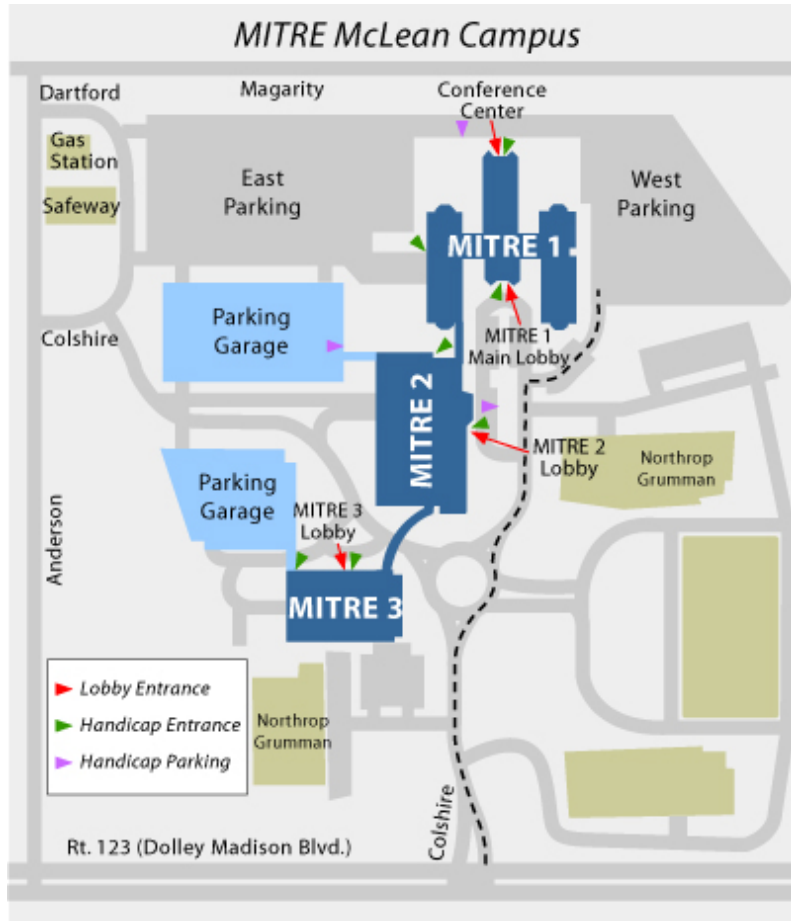 MITRE McLean Campus
Dartford
Magarity
Conference
Center
Gas
Station
Safeway
East
Parking
West
Parking
MITRE 1
Colshire
Parking
Garage
MITRE 1
Main Lobby
MITRE 2
MITRE 2
Lobby
Northrop
Grumman
Parking
Garage
MITRE 3
Lobby
Anderson
MITRE 3
Lobby Entrance
Handicap Entrance
Handicap Parking
Northrop
Grumman
Colshire
Rt. 123 (Dolley Madison Blvd.)